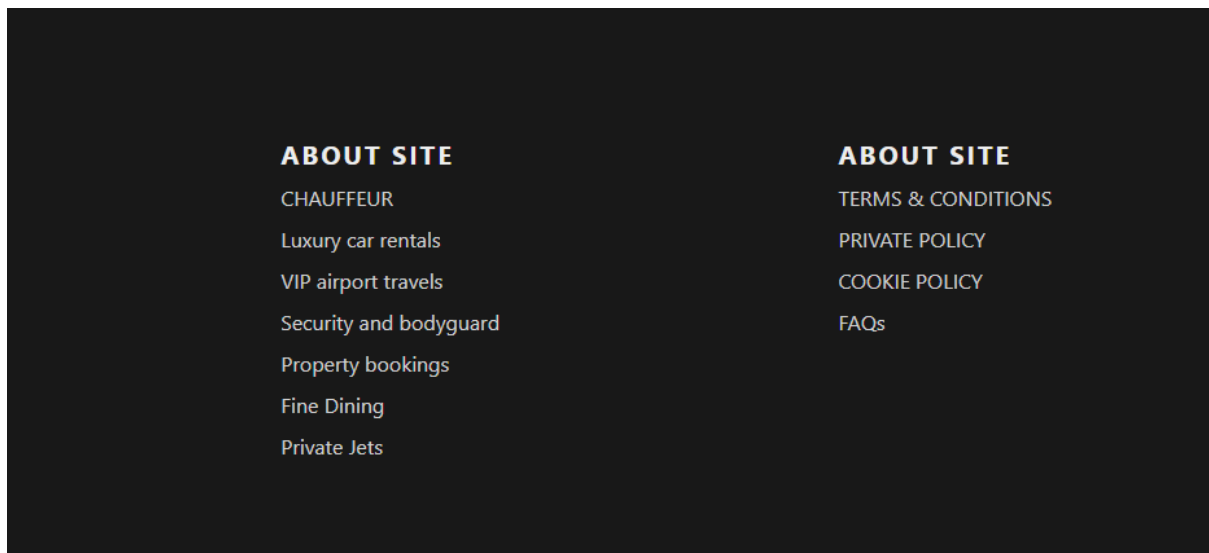 ABOUT SITE
CHAUFFEUR
Luxury car rentals
VIP airport travels
Security and bodyguard
Property bookings
Fine Dining
Private Jets
ABOUT SITE
TERMS & CONDITIONS
PRIVATE POLICY
COOKIE POLICY
FAQs